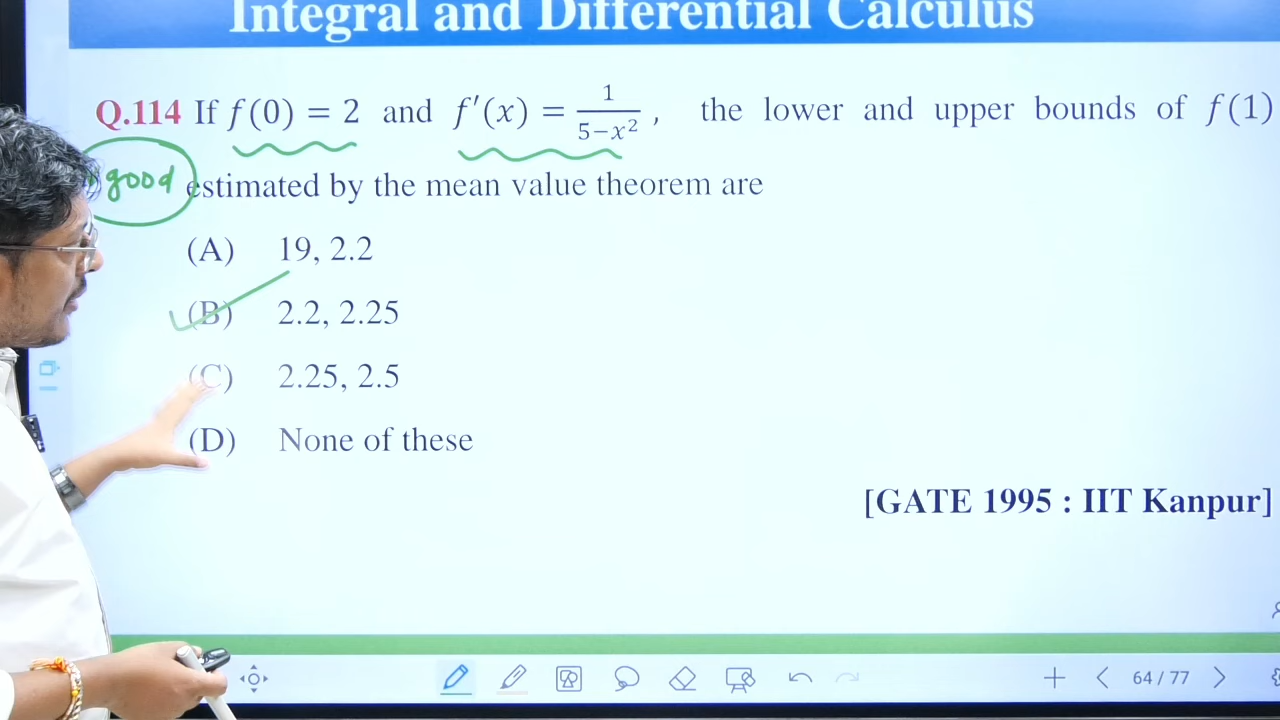 Integral and Differential Calculus
Q.114 If f(0) = 2 and f′(x) = 1/(5−x²), the lower and upper bounds of f(1)
good estimated by the mean value theorem are
(A) 19, 2.2
(B) 2.2, 2.25
(C) 2.25, 2.5
(D) None of these
[GATE 1995 : IIT Kanpur]
64 / 77